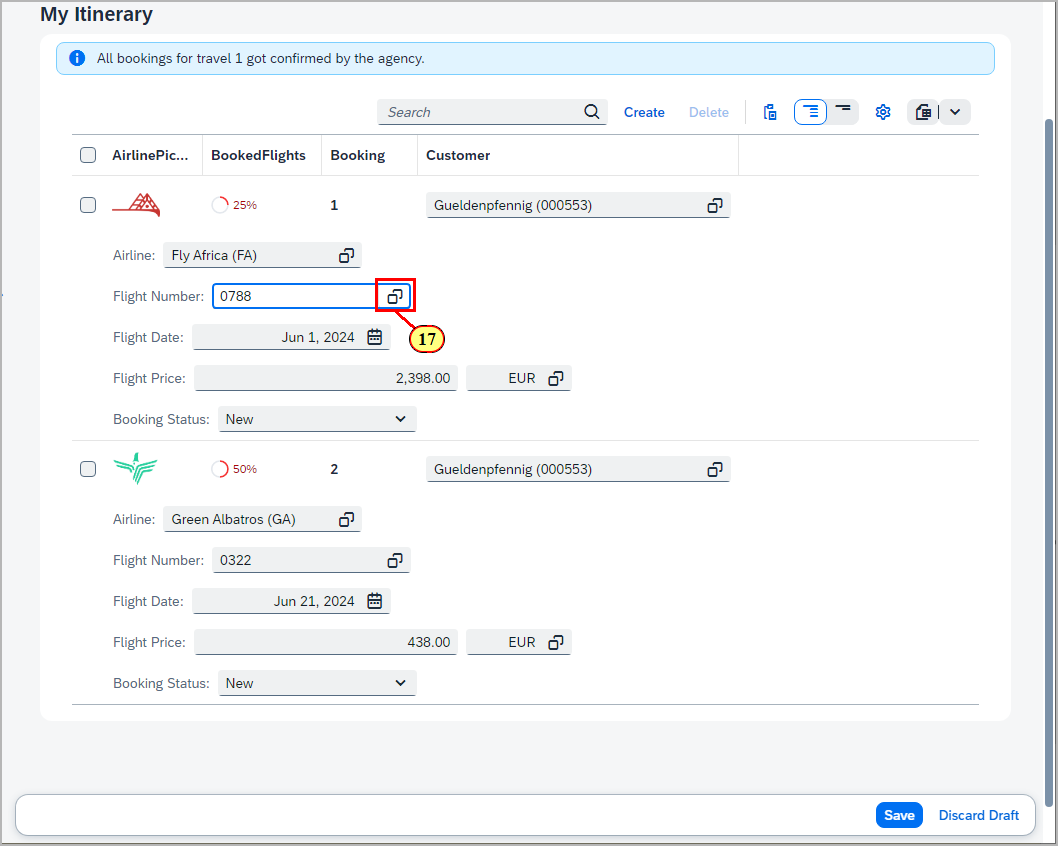 My Itinerary
All bookings for travel 1 got confirmed by the agency.
Search Create Delete
AirlinePic... BookedFlights Booking Customer
25% 1 Gueldenpfennig (000553)
Airline: Fly Africa (FA)
Flight Number: 0788
17
Flight Date: Jun 1, 2024
Flight Price: 2,398.00 EUR
Booking Status: New
50% 2 Gueldenpfennig (000553)
Airline: Green Albatros (GA)
Flight Number: 0322
Flight Date: Jun 21, 2024
Flight Price: 438.00 EUR
Booking Status: New
Save Discard Draft